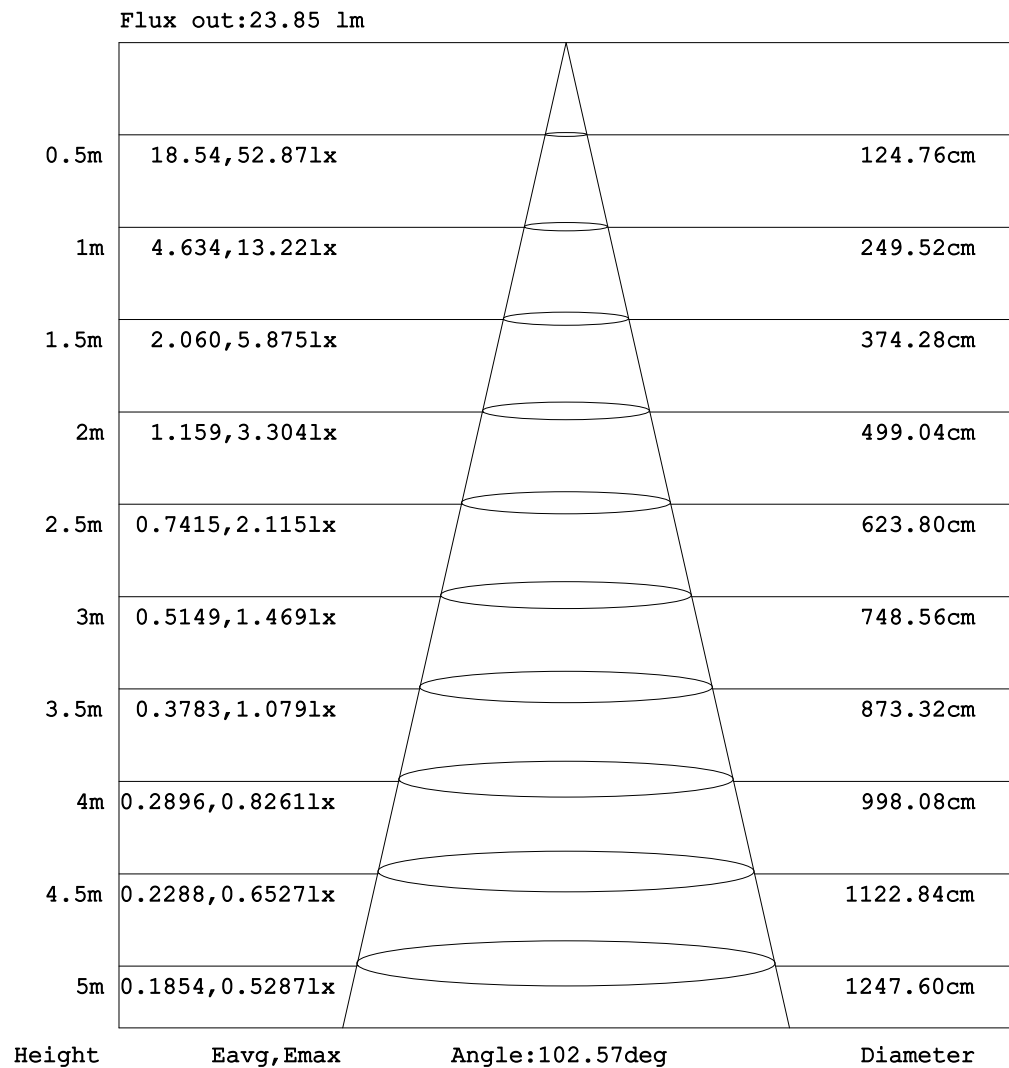 Flux out:23.85 lm
0.5m 18.54,52.87lx 124.76cm
1m 4.634,13.22lx 249.52cm
1.5m 2.060,5.875lx 374.28cm
2m 1.159,3.304lx 499.04cm
2.5m 0.7415,2.115lx 623.80cm
3m 0.5149,1.469lx 748.56cm
3.5m 0.3783,1.079lx 873.32cm
4m 0.2896,0.8261lx 998.08cm
4.5m 0.2288,0.6527lx 1122.84cm
5m 0.1854,0.5287lx 1247.60cm
Height Eavg,Emax Angle:102.57deg Diameter